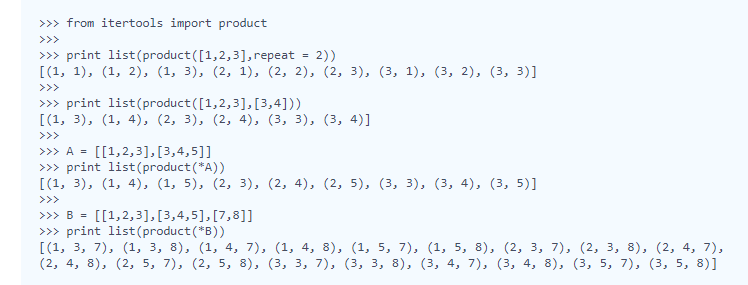 >>> from itertools import product
>>>
>>> print list(product([1,2,3],repeat = 2))
[(1, 1), (1, 2), (1, 3), (2, 1), (2, 2), (2, 3), (3, 1), (3, 2), (3, 3)]
>>>
>>> print list(product([1,2,3],[3,4]))
[(1, 3), (1, 4), (2, 3), (2, 4), (3, 3), (3, 4)]
>>>
>>> A = [[1,2,3],[3,4,5]]
>>> print list(product(*A))
[(1, 3), (1, 4), (1, 5), (2, 3), (2, 4), (2, 5), (3, 3), (3, 4), (3, 5)]
>>>
>>> B = [[1,2,3],[3,4,5],[7,8]]
>>> print list(product(*B))
[(1, 3, 7), (1, 3, 8), (1, 4, 7), (1, 4, 8), (1, 5, 7), (1, 5, 8), (2, 3, 7), (2, 3, 8), (2, 4, 7),
(2, 4, 8), (2, 5, 7), (2, 5, 8), (3, 3, 7), (3, 3, 8), (3, 4, 7), (3, 4, 8), (3, 5, 7), (3, 5, 8)]